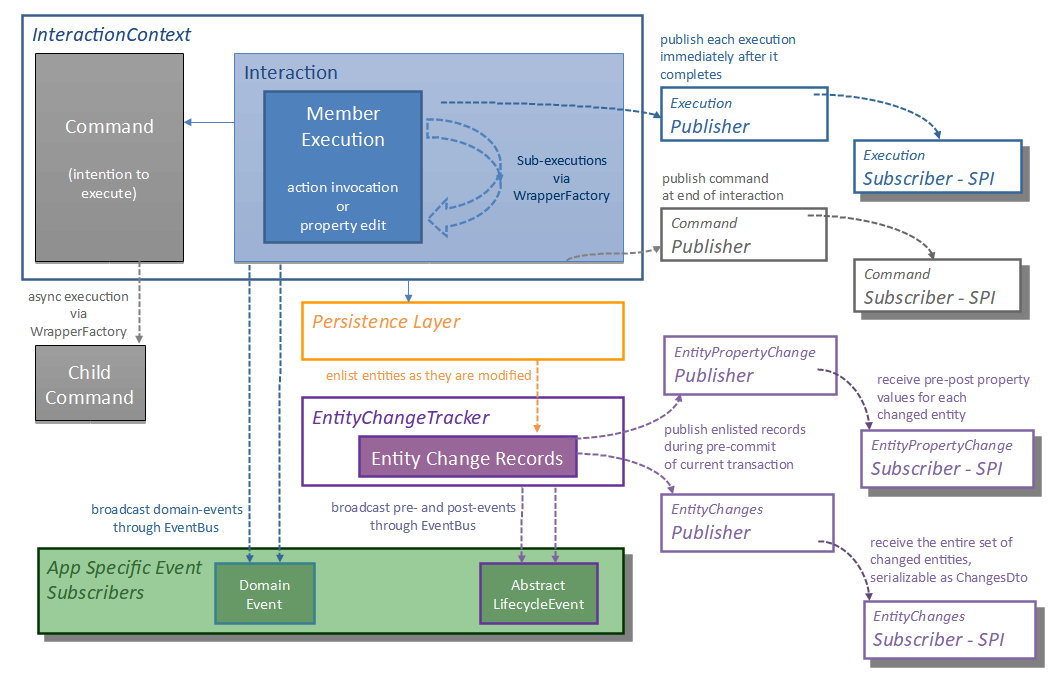 InteractionContext
Command
(intention to
execute)
Interaction
Member
Execution
action invocation
or
property edit
Sub-executions
via
WrapperFactory
publish each execution
immediately after it
completes
Execution
Publisher
Execution
Subscriber - SPI
publish command
at end of interaction
Command
Publisher
Command
Subscriber - SPI
async execution
via
WrapperFactory
Child
Command
Persistence Layer
enlist entities as they are modified
EntityChangeTracker
Entity Change Records
EntityPropertyChange
Publisher
receive pre-post property
values for each
changed entity
EntityPropertyChange
Subscriber - SPI
publish enlisted records
during pre-commit
of current transaction
EntityChanges
Publisher
receive the entire set of
changed entities,
serializable as ChangesDto
EntityChanges
Subscriber - SPI
broadcast domain-events
through EventBus
broadcast pre- and post-events
through EventBus
App Specific Event
Subscribers
Domain
Event
Abstract
LifecycleEvent